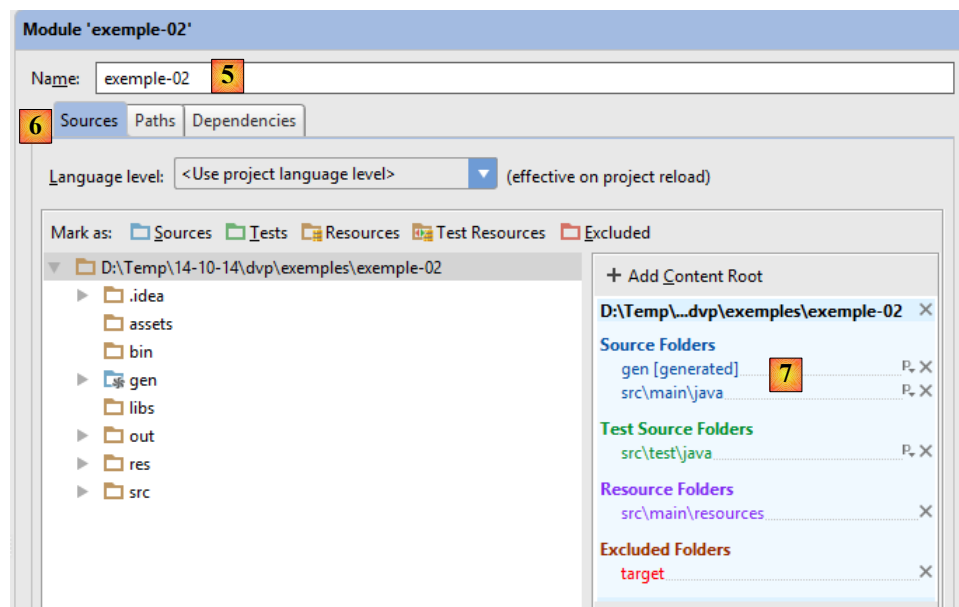 Module 'exemple-02'
Name: exemple-02 5
6 Sources Paths Dependencies
Language level: <Use project language level> (effective on project reload)
Mark as: Sources Tests Resources Test Resources Excluded
D:\Temp\14-10-14\dvp\exemples\exemple-02
.idea
assets
bin
gen
libs
out
res
src
+ Add Content Root
D:\Temp\...dvp\exemples\exemple-02
Source Folders
gen [generated] 7
src\main\java
Test Source Folders
src\test\java
Resource Folders
src\main\resources
Excluded Folders
target